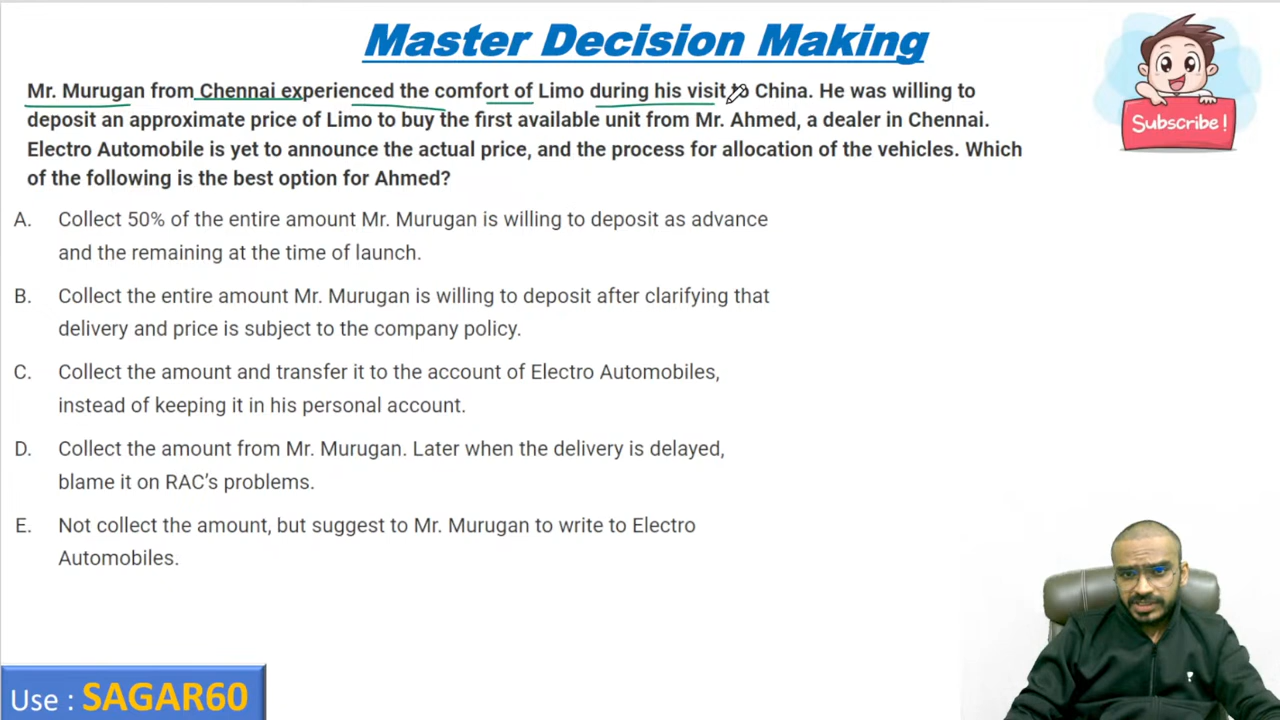 Master Decision Making
Mr. Murugan from Chennai experienced the comfort of Limo during his visit to China. He was willing to
deposit an approximate price of Limo to buy the first available unit from Mr. Ahmed, a dealer in Chennai.
Electro Automobile is yet to announce the actual price, and the process for allocation of the vehicles. Which
of the following is the best option for Ahmed?
A. Collect 50% of the entire amount Mr. Murugan is willing to deposit as advance
and the remaining at the time of launch.
B. Collect the entire amount Mr. Murugan is willing to deposit after clarifying that
delivery and price is subject to the company policy.
C. Collect the amount and transfer it to the account of Electro Automobiles,
instead of keeping it in his personal account.
D. Collect the amount from Mr. Murugan. Later when the delivery is delayed,
blame it on RAC’s problems.
E. Not collect the amount, but suggest to Mr. Murugan to write to Electro
Automobiles.
Subscribe!
Use : SAGAR60